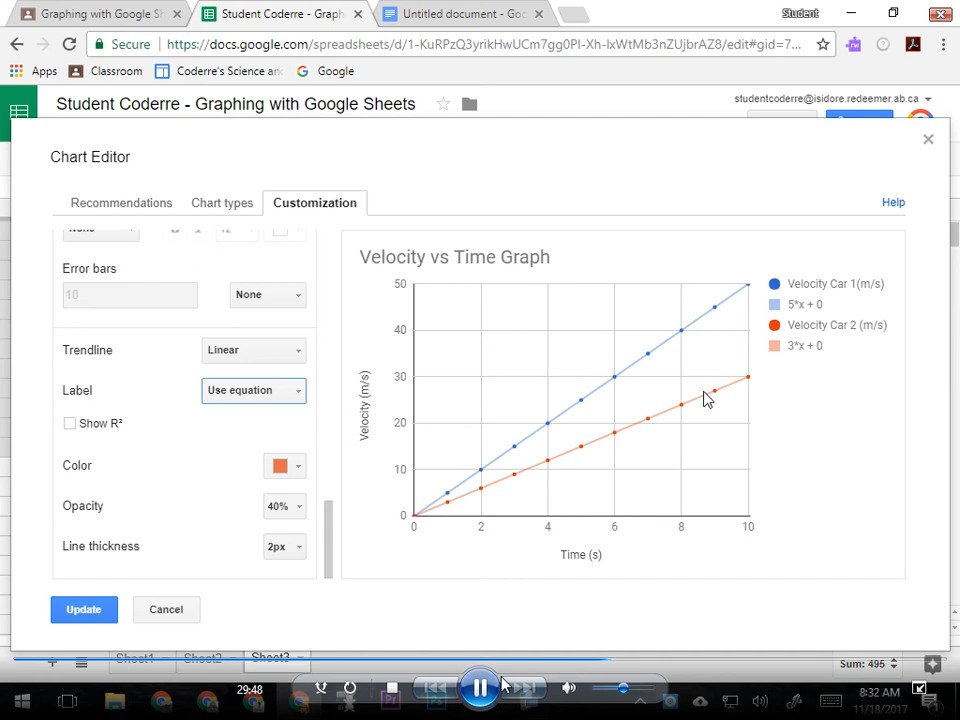 Graphing with Google Sh
Student Coderre - Graph
Untitled document - Goo
Student
Secure
https://docs.google.com/spreadsheets/d/1-KuRPzQ3yrikHwUCm7gg0PI-Xh-lxWtMb3nZUjbrAZ8/edit#gid=7...
Apps
Classroom
Coderre's Science and
Google
Student Coderre - Graphing with Google Sheets
studentcoderre@isidore.redeemer.ab.ca
Chart Editor
Recommendations
Chart types
Customization
Help
None
12
Error bars
10
None
Trendline
Linear
Label
Use equation
Show R²
Color
Opacity
40%
Line thickness
2px
Velocity vs Time Graph
50
40
30
20
10
0
Velocity (m/s)
0 2 4 6 8 10
Time (s)
Velocity Car 1(m/s)
5*x + 0
Velocity Car 2 (m/s)
3*x + 0
Update
Cancel
Sheet1
Sheet2
Sheet3
Sum: 495
29:48
8:32 AM
11/18/2017